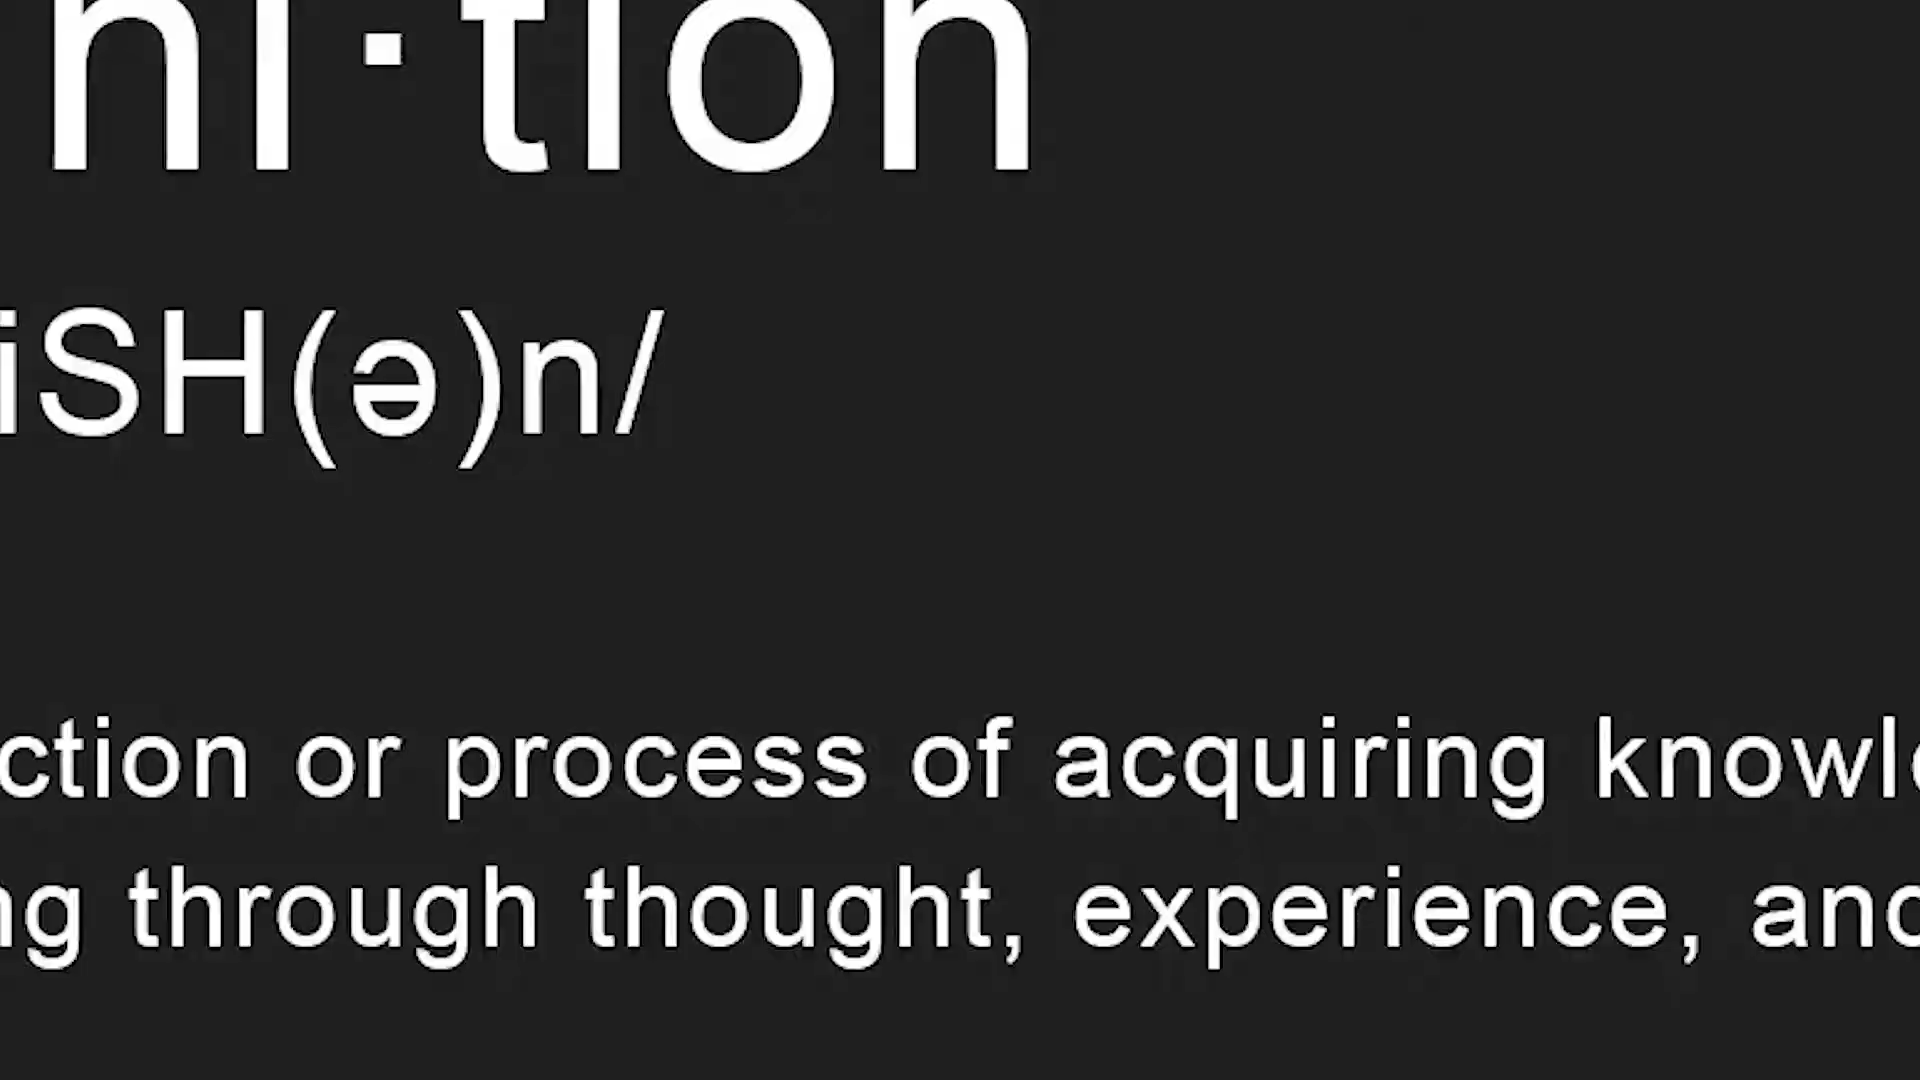 ni·tion
iSH(ə)n/
ction or process of acquiring knowle
ng through thought, experience, and